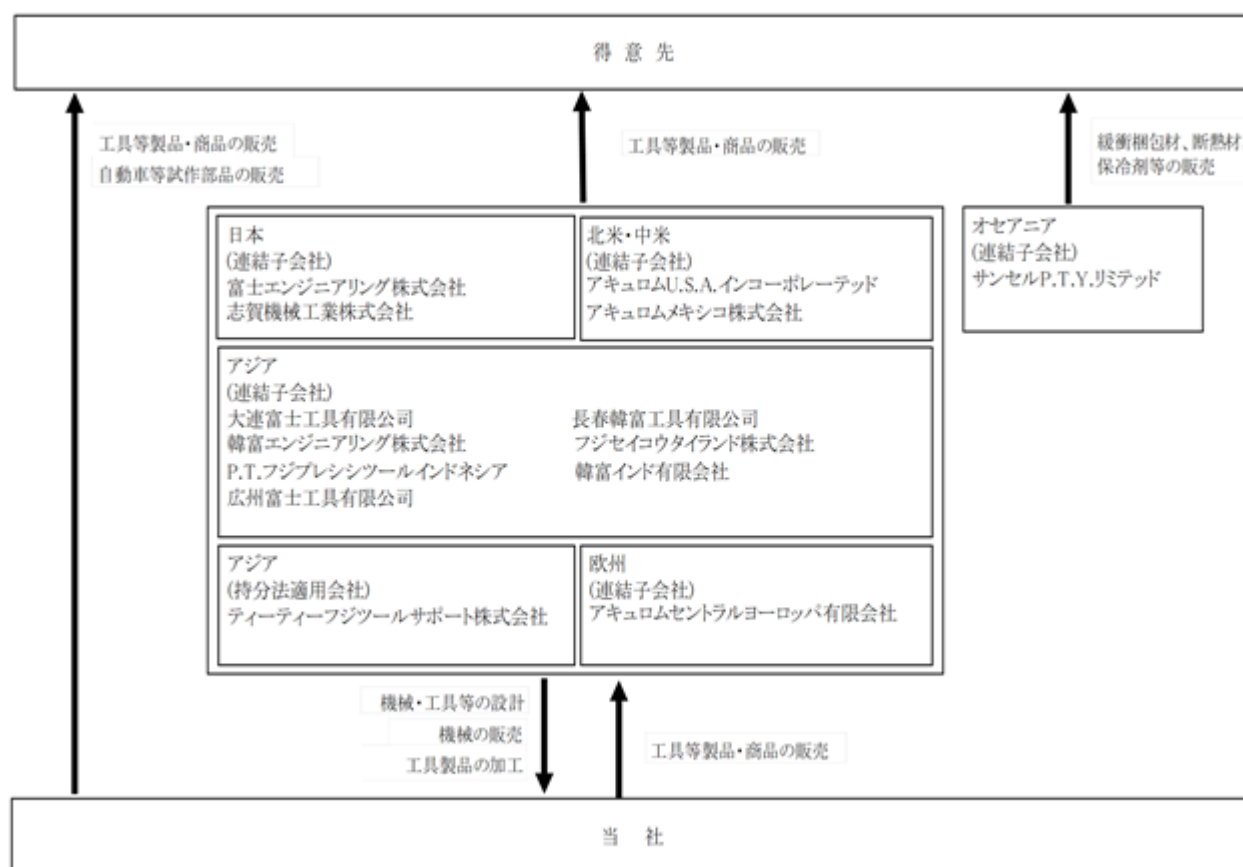 得 意 先
工具等製品・商品の販売
自動車等試作部品の販売
工具等製品・商品の販売
緩衝梱包材、断熱材、
保冷剤等の販売
日本
(連結子会社)
富士エンジニアリング株式会社
志賀機械工業株式会社
北米・中米
(連結子会社)
アキュロムU.S.A.インコーポレーテッド
アキュロムメキシコ株式会社
オセアニア
(連結子会社)
サンセルP.T.Y.リミテッド
アジア
(連結子会社)
大連富士工具有限公司 長春韓富工具有限公司
韓富エンジニアリング株式会社 フジセイコウタイランド株式会社
P.T.フジプレシシツールインドネシア 韓富インド有限会社
広州富士工具有限公司
アジア
(持分法適用会社)
ティーティーフジツールサポート株式会社
欧州
(連結子会社)
アキュロムセントラルヨーロッパ有限会社
機械・工具等の設計
機械の販売
工具製品の加工
工具等製品・商品の販売
当 社